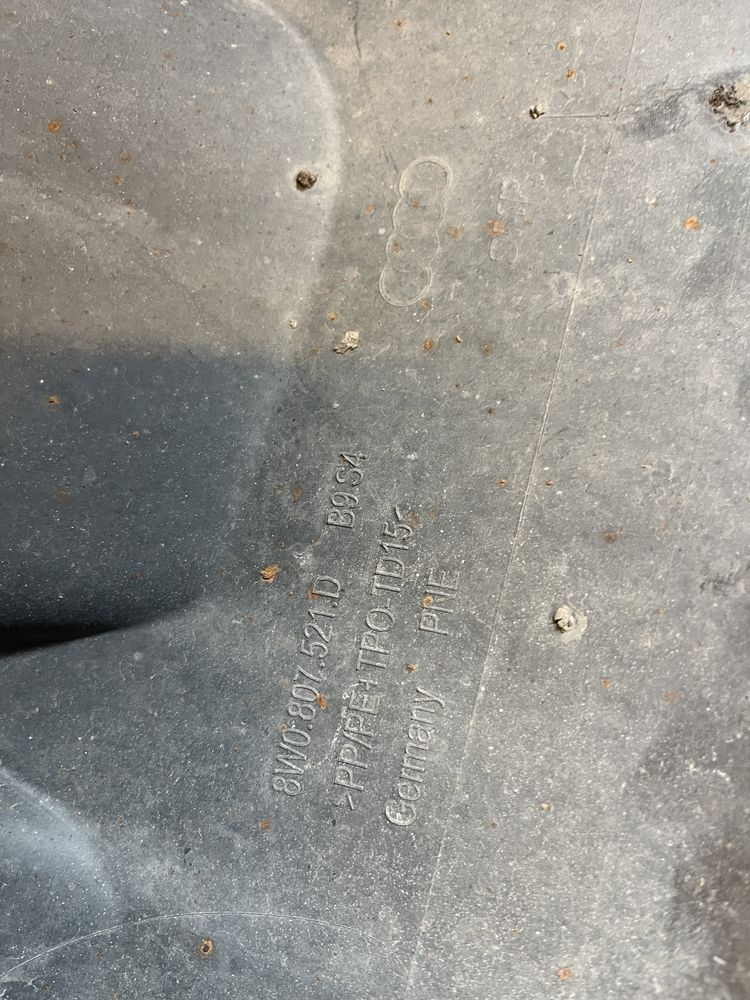 8W0.807.521.D B9.S4
>PP/PE+TPO-TD15<
Germany PNE